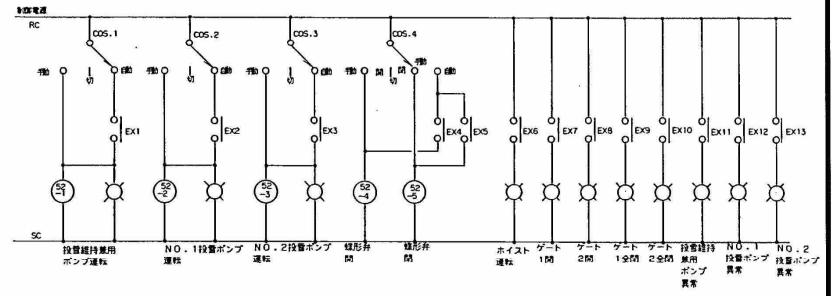 制御電源
RC
COS.1
COS.2
COS.3
COS.4
手動 切 自動
手動 切 自動
手動 切 自動
手動 開 切 閉 手動 自動
EX1
EX2
EX3
EX4
EX5
EX6
EX7
EX8
EX9
EX10
EX11
EX12
EX13
52
-1
52
-2
52
-3
52
-4
52
-5
SC
投雪維持兼用
ポンプ運転
NO.1投雪ポンプ
運転
NO.2投雪ポンプ
運転
蝶形弁
開
蝶形弁
閉
ホイスト
運転
ゲート
1開
ゲート
2開
ゲート
1全閉
ゲート
2全閉
投雪維持
兼用
ポンプ
異常
NO.1
投雪ポンプ
異常
NO.2
投雪ポンプ
異常